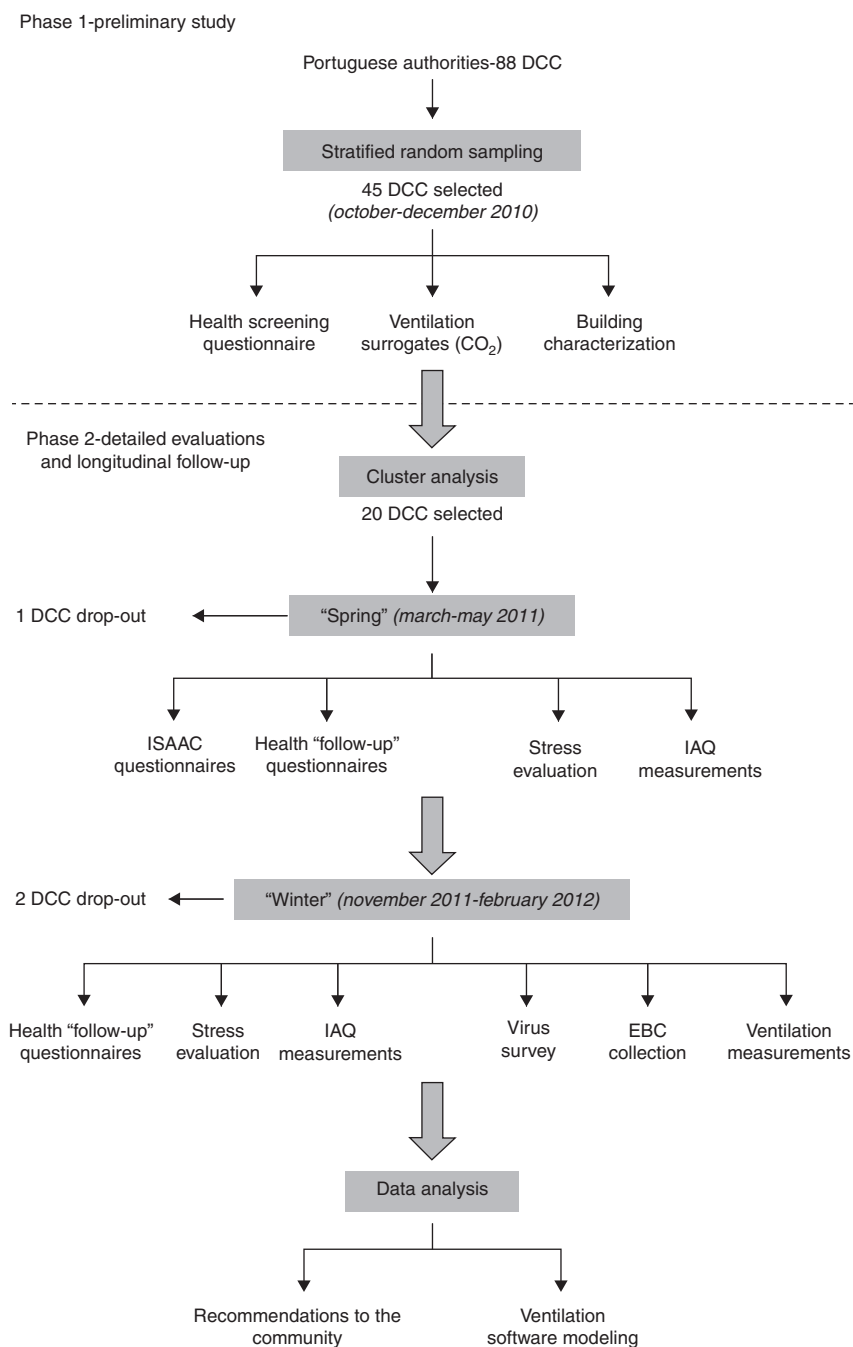 Phase 1-preliminary study
Portuguese authorities-88 DCC
Stratified random sampling
45 DCC selected
(october-december 2010)
Health screening
questionnaire
Ventilation
surrogates (CO₂)
Building
characterization
Phase 2-detailed evaluations
and longitudinal follow-up
Cluster analysis
20 DCC selected
1 DCC drop-out
“Spring” (march-may 2011)
ISAAC
questionnaires
Health “follow-up”
questionnaires
Stress
evaluation
IAQ
measurements
2 DCC drop-out
“Winter” (november 2011-february 2012)
Health “follow-up”
questionnaires
Stress
evaluation
IAQ
measurements
Virus
survey
EBC
collection
Ventilation
measurements
Data analysis
Recommendations to the
community
Ventilation
software modeling